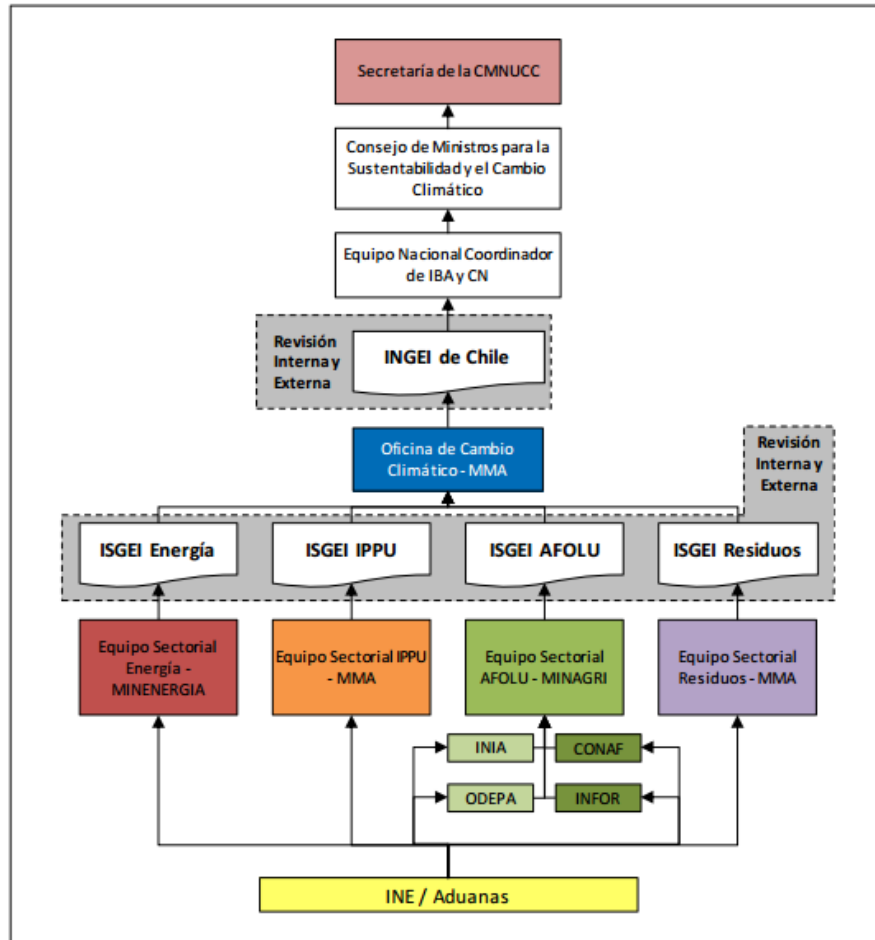 Secretaría de la CMNUCC
Consejo de Ministros para la
Sustentabilidad y el Cambio
Climático
Equipo Nacional Coordinador
de IBA y CN
Revisión
Interna y
Externa
INGEI de Chile
Oficina de Cambio
Climático - MMA
Revisión
Interna y
Externa
ISGEI Energía
ISGEI IPPU
ISGEI AFOLU
ISGEI Residuos
Equipo Sectorial
Energía -
MINENERGIA
Equipo Sectorial IPPU
- MMA
Equipo Sectorial
AFOLU - MINAGRI
Equipo Sectorial
Residuos - MMA
INIA
CONAF
ODEPA
INFOR
INE / Aduanas